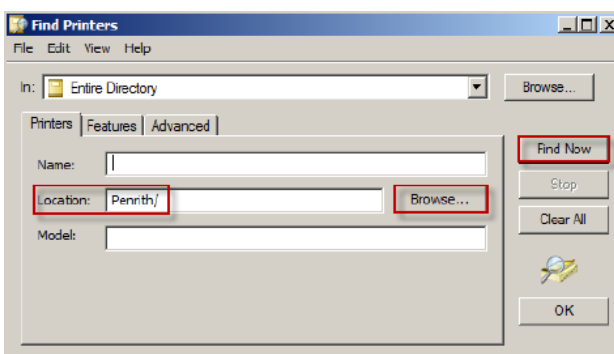 Find Printers
File Edit View Help
In: Entire Directory Browse...
Printers Features Advanced
Name:
Find Now
Location: Penrith/ Browse...
Stop
Model:
Clear All
OK